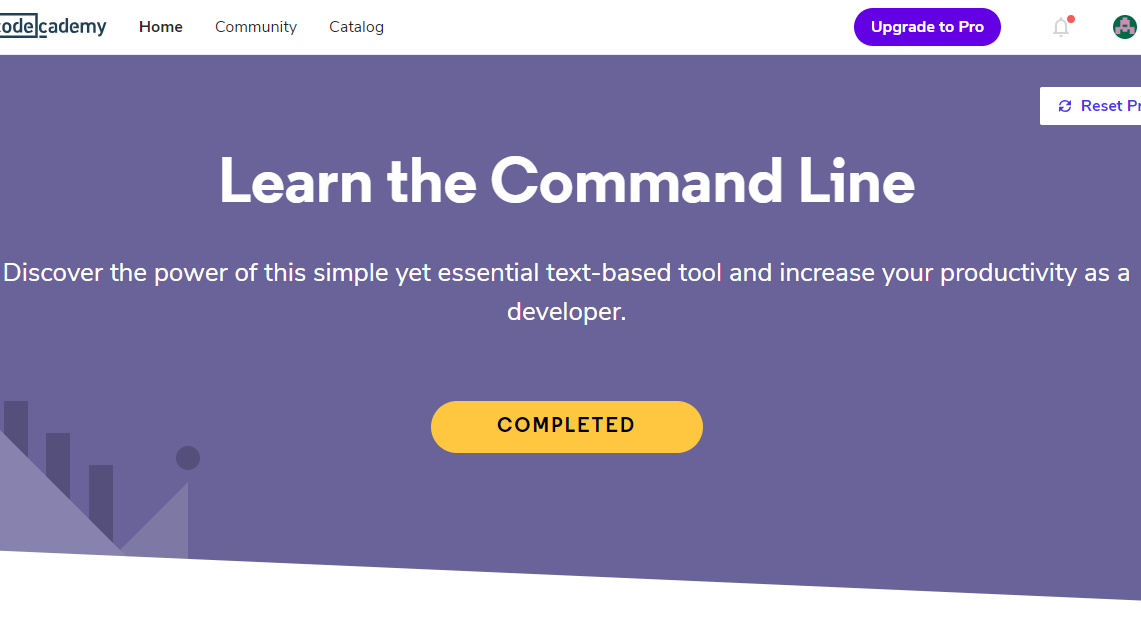 codecademy Home Community Catalog Upgrade to Pro
Reset Pr
Learn the Command Line
Discover the power of this simple yet essential text-based tool and increase your productivity as a
developer.
COMPLETED